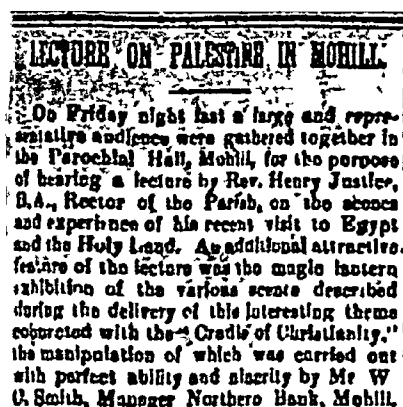 LECTURE ON PALESTINE IN MOHILL.
On Friday night last a large and repre-
sentative audience were gathered together in
the Parochial Hall, Mohill, for the purpose
of hearing a lecture by Rev. Henry Justice,
B.A., Rector of the Parish, on the scenes
and experience of his recent visit to Egypt
and the Holy Land. An additional attractive
feature of the lecture was the magic lantern
exhibition of the various scenes described
during the delivery of this interesting theme
connected with the "Cradle of Christianity,"
the manipulation of which was carried out
with perfect ability and alacrity by Mr W
C. Smith, Manager Northern Bank, Mohill.